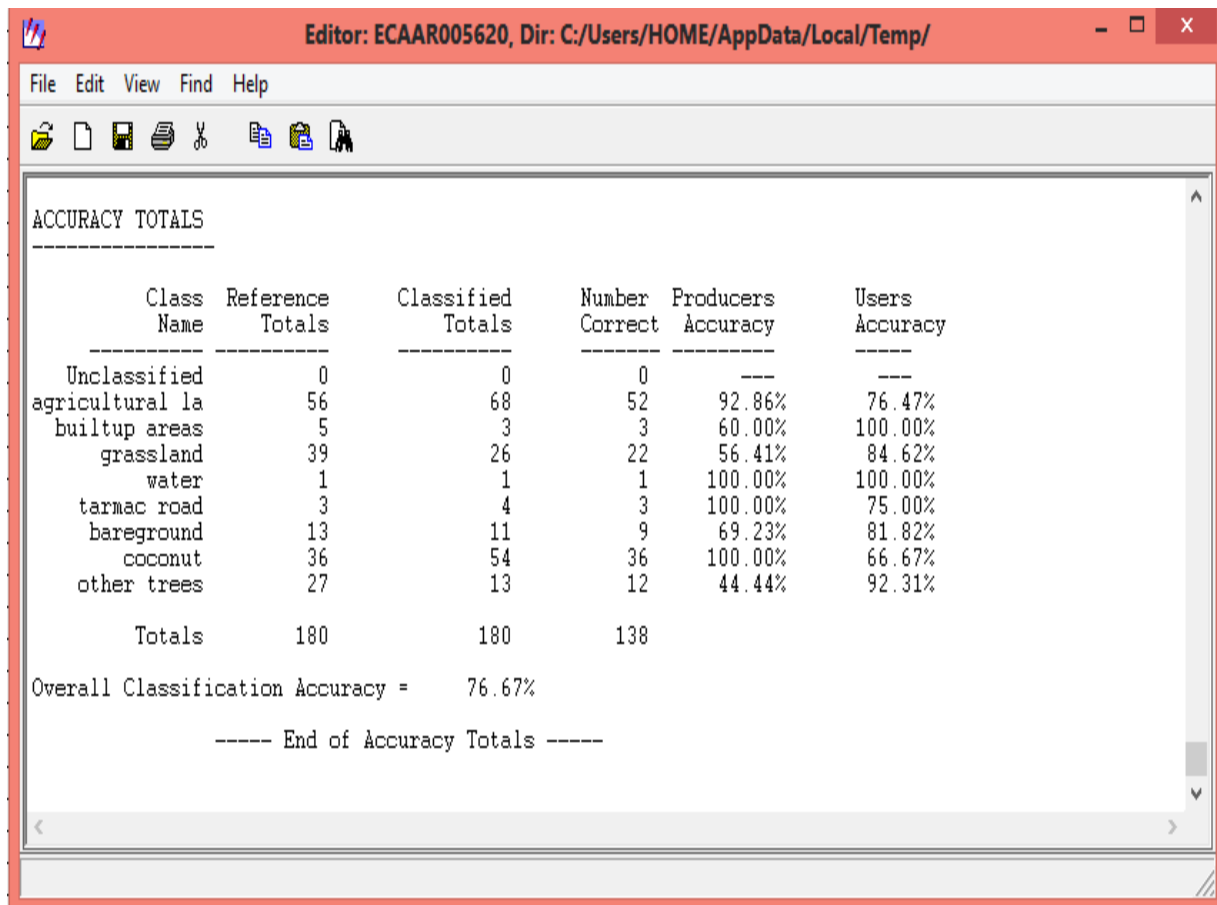 Editor: ECAAR005620, Dir: C:/Users/HOME/AppData/Local/Temp/
File Edit View Find Help
ACCURACY TOTALS
----------------
Class Reference Classified Number Producers Users
Name Totals Totals Correct Accuracy Accuracy
---------- ---------- ---------- ------- --------- -----
Unclassified 0 0 0 --- ---
agricultural la 56 68 52 92.86% 76.47%
builtup areas 5 3 3 60.00% 100.00%
grassland 39 26 22 56.41% 84.62%
water 1 1 1 100.00% 100.00%
tarmac road 3 4 3 100.00% 75.00%
bareground 13 11 9 69.23% 81.82%
coconut 36 54 36 100.00% 66.67%
other trees 27 13 12 44.44% 92.31%
Totals 180 180 138
Overall Classification Accuracy = 76.67%
----- End of Accuracy Totals -----